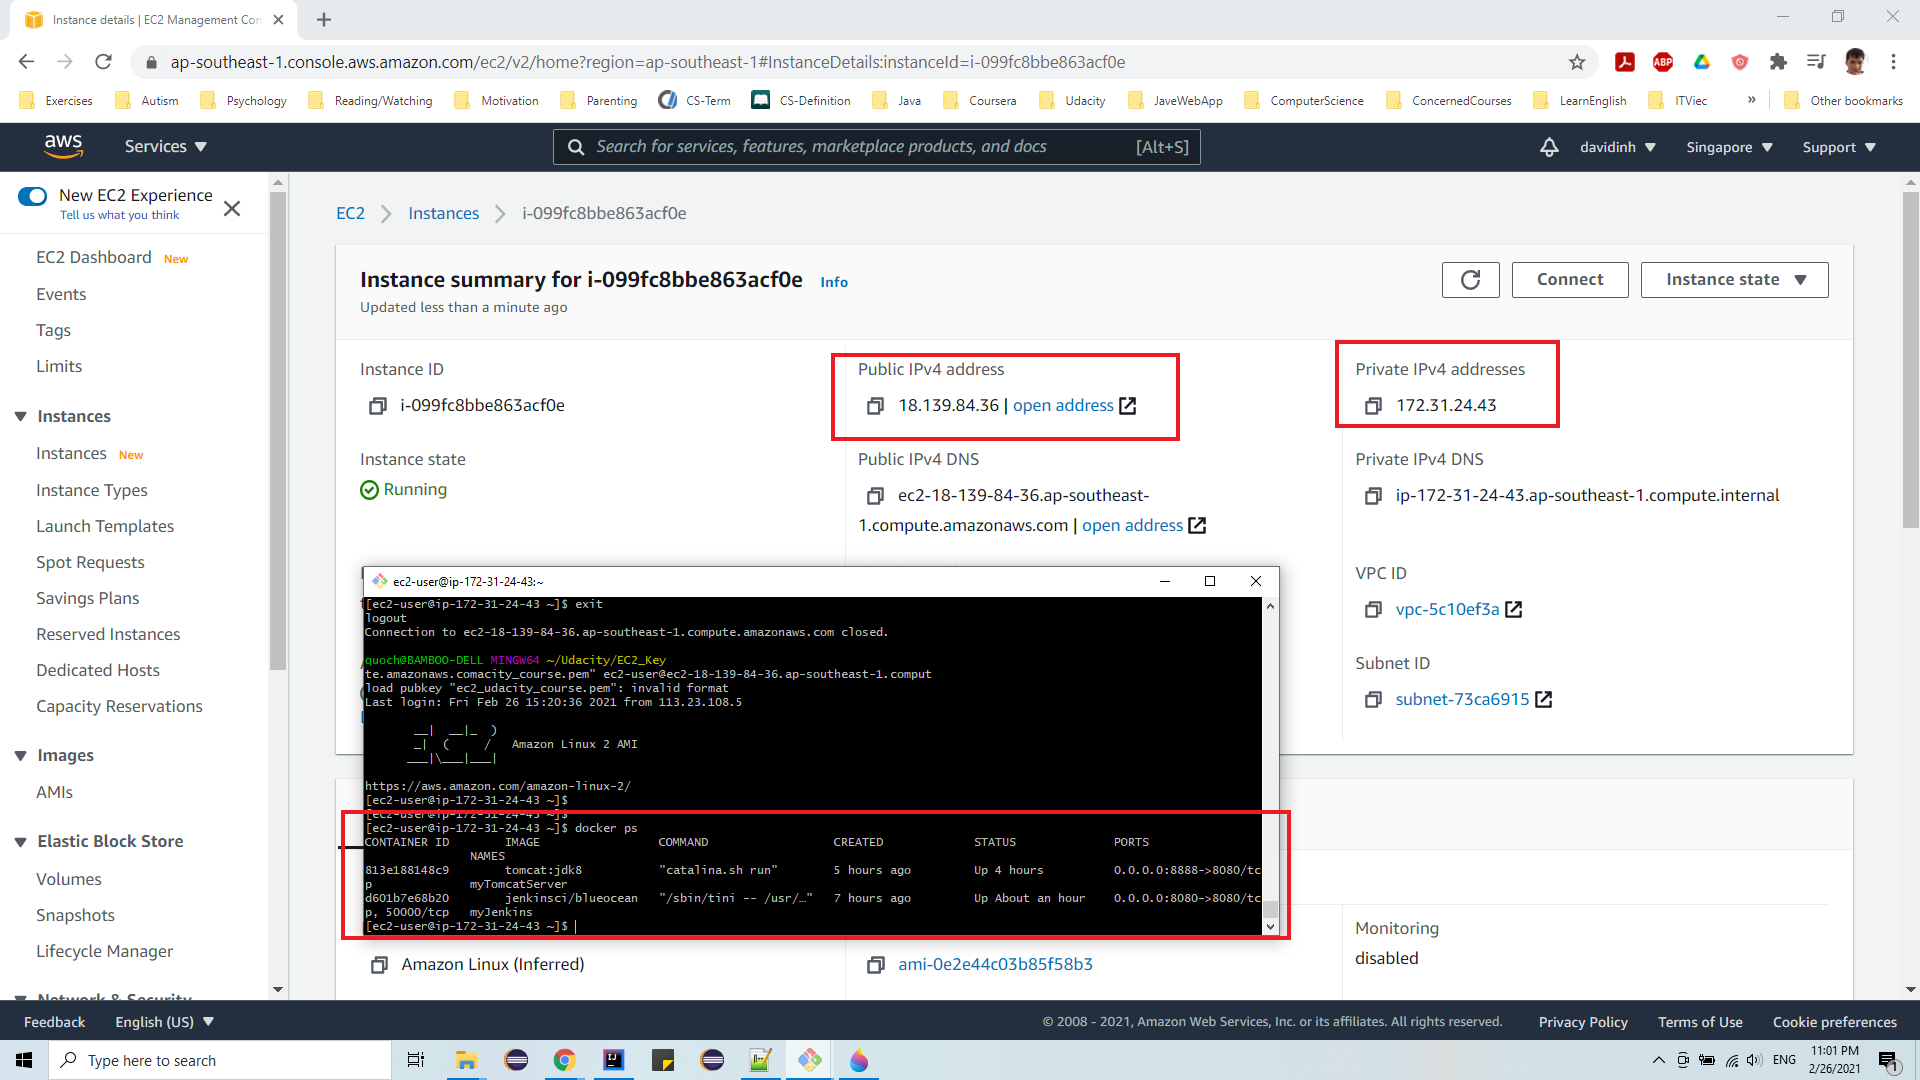 Instance details | EC2 Management Con
ap-southeast-1.console.aws.amazon.com/ec2/v2/home?region=ap-southeast-1#InstanceDetails:instanceId=i-099fc8bbe863acf0e
ABP
Exercises Autism Psychology Reading/Watching Motivation Parenting CS-Term CS-Definition Java Coursera Udacity JaveWebApp ComputerScience ConcernedCourses LearnEnglish ITViec » Other bookmarks
aws Services Search for services, features, marketplace products, and docs [Alt+S] davidinh Singapore Support
New EC2 Experience
Tell us what you think
EC2 Dashboard New
Events
Tags
Limits
Instances
Instances New
Instance Types
Launch Templates
Spot Requests
Savings Plans
Reserved Instances
Dedicated Hosts
Capacity Reservations
Images
AMIs
Elastic Block Store
Volumes
Snapshots
Lifecycle Manager
Network & Security
EC2 Instances i-099fc8bbe863acf0e
Instance summary for i-099fc8bbe863acf0e Info
Updated less than a minute ago
Connect
Instance state
Instance ID
i-099fc8bbe863acf0e
Public IPv4 address
18.139.84.36 | open address
Private IPv4 addresses
172.31.24.43
Instance state
Running
Public IPv4 DNS
ec2-18-139-84-36.ap-southeast-
1.compute.amazonaws.com | open address
Private IPv4 DNS
ip-172-31-24-43.ap-southeast-1.compute.internal
VPC ID
vpc-5c10ef3a
Subnet ID
subnet-73ca6915
ec2-user@ip-172-31-24-43:~
[ec2-user@ip-172-31-24-43 ~]$ exit
logout
Connection to ec2-18-139-84-36.ap-southeast-1.compute.amazonaws.com closed.
quoch@BAMBOO-DELL MINGW64 ~/Udacity/EC2_Key
te.amazonaws.comacity_course.pem" ec2-user@ec2-18-139-84-36.ap-southeast-1.comput
load pubkey "ec2_udacity_course.pem": invalid format
Last login: Fri Feb 26 15:20:36 2021 from 113.23.108.5
__| __|_ )
_| ( / Amazon Linux 2 AMI
___|\___|___|
https://aws.amazon.com/amazon-linux-2/
[ec2-user@ip-172-31-24-43 ~]$
[ec2-user@ip-172-31-24-43 ~]$
[ec2-user@ip-172-31-24-43 ~]$ docker ps
CONTAINER ID IMAGE COMMAND CREATED STATUS PORTS
NAMES
813e188148c9 tomcat:jdk8 "catalina.sh run" 5 hours ago Up 4 hours 0.0.0.0:8888->8080/tc
p myTomcatServer
d601b7e68b20 jenkinsci/blueocean "/sbin/tini -- /usr/…" 7 hours ago Up About an hour 0.0.0.0:8080->8080/tc
p, 50000/tcp myJenkins
[ec2-user@ip-172-31-24-43 ~]$
Amazon Linux (Inferred)
ami-0e2e44c03b85f58b3
Monitoring
disabled
Feedback English (US) © 2008 - 2021, Amazon Web Services, Inc. or its affiliates. All rights reserved. Privacy Policy Terms of Use Cookie preferences
Type here to search
ENG
11:01 PM
2/26/2021
1